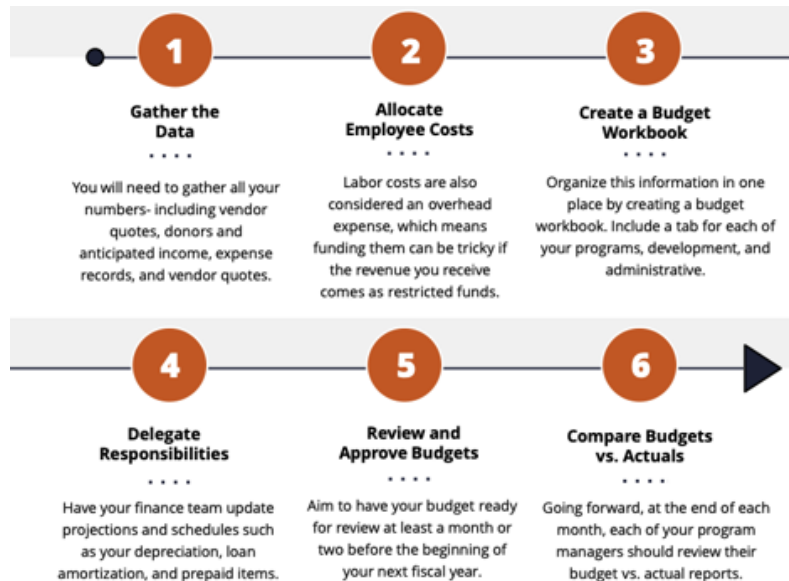 1
Gather the
Data
You will need to gather all your
numbers- including vendor
quotes, donors and
anticipated income, expense
records, and vendor quotes.
2
Allocate
Employee Costs
Labor costs are also
considered an overhead
expense, which means
funding them can be tricky if
the revenue you receive
comes as restricted funds.
3
Create a Budget
Workbook
Organize this information in one
place by creating a budget
workbook. Include a tab for each of
your programs, development, and
administrative.
4
Delegate
Responsibilities
Have your finance team update
projections and schedules such
as your depreciation, loan
amortization, and prepaid items.
5
Review and
Approve Budgets
Aim to have your budget ready
for review at least a month or
two before the beginning of
your next fiscal year.
6
Compare Budgets
vs. Actuals
Going forward, at the end of each
month, each of your program
managers should review their
budget vs. actual reports.